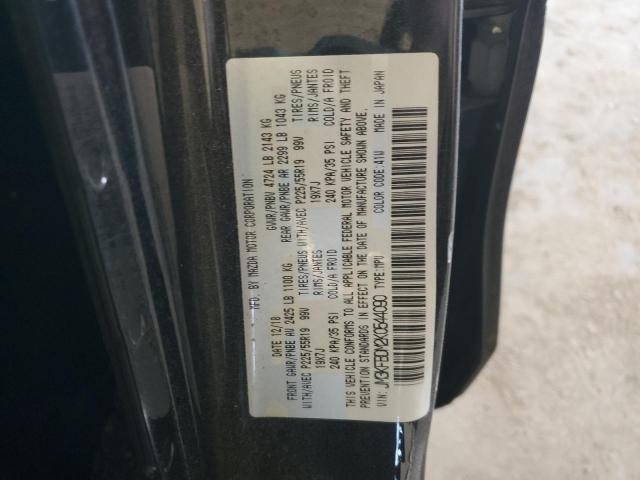 MFD. BY MAZDA MOTOR CORPORATION
DATE 12/18 GVWR/PNBV 4724 LB 2143 KG
FRONT GAWR/PNBE AV 2425 LB 1100 KG REAR GAWR/PNBE AR 2299 LB 1043 KG
WITH/AVEC P225/55R19 99V TIRES/PNEUS WITH/AVEC P225/55R19 99V TIRES/PNEUS
19X7J RIMS/JANTES 19X7J RIMS/JANTES
240 KPA/35 PSI COLD/A FROID 240 KPA/35 PSI COLD/A FROID
THIS VEHICLE CONFORMS TO ALL APPLICABLE FEDERAL MOTOR VEHICLE SAFETY AND THEFT
PREVENTION STANDARDS IN EFFECT ON THE DATE OF MANUFACTURE SHOWN ABOVE.
VIN: JM3KFBDM2K0544090 TYPE:MPV COLOR CODE:41W MADE IN JAPAN